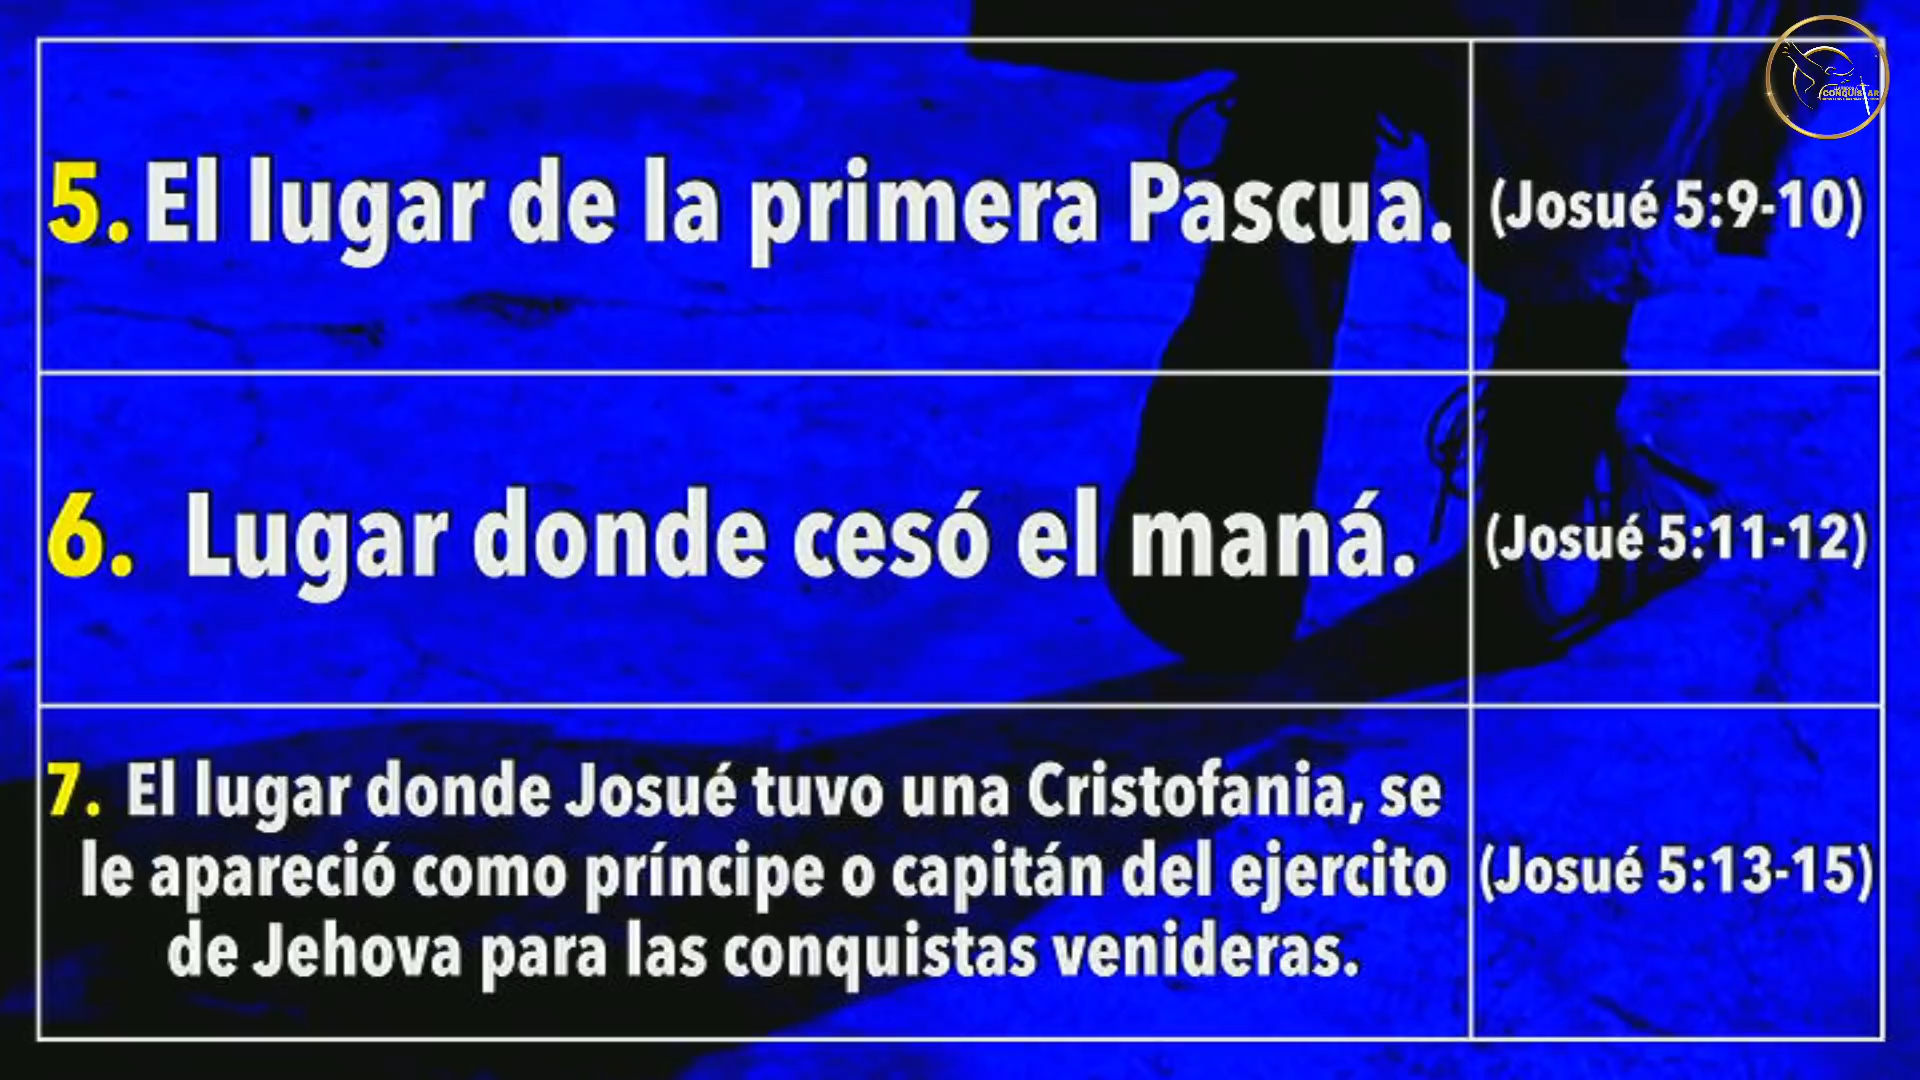 5. El lugar de la primera Pascua. (Josué 5:9-10)
6. Lugar donde cesó el maná. (Josué 5:11-12)
7. El lugar donde Josué tuvo una Cristofania, se
le apareció como príncipe o capitán del ejercito
de Jehova para las conquistas venideras.
(Josué 5:13-15)